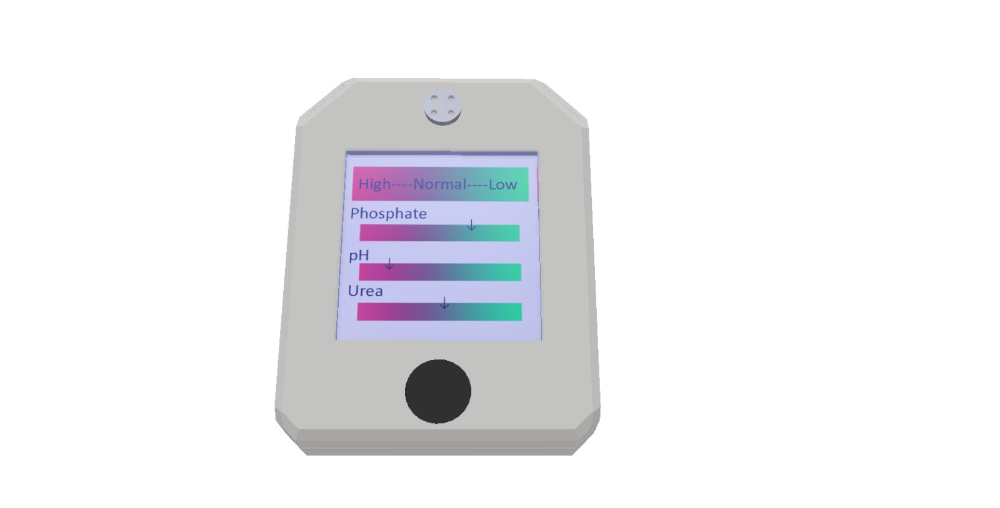 High----Normal----Low
Phosphate
pH
Urea